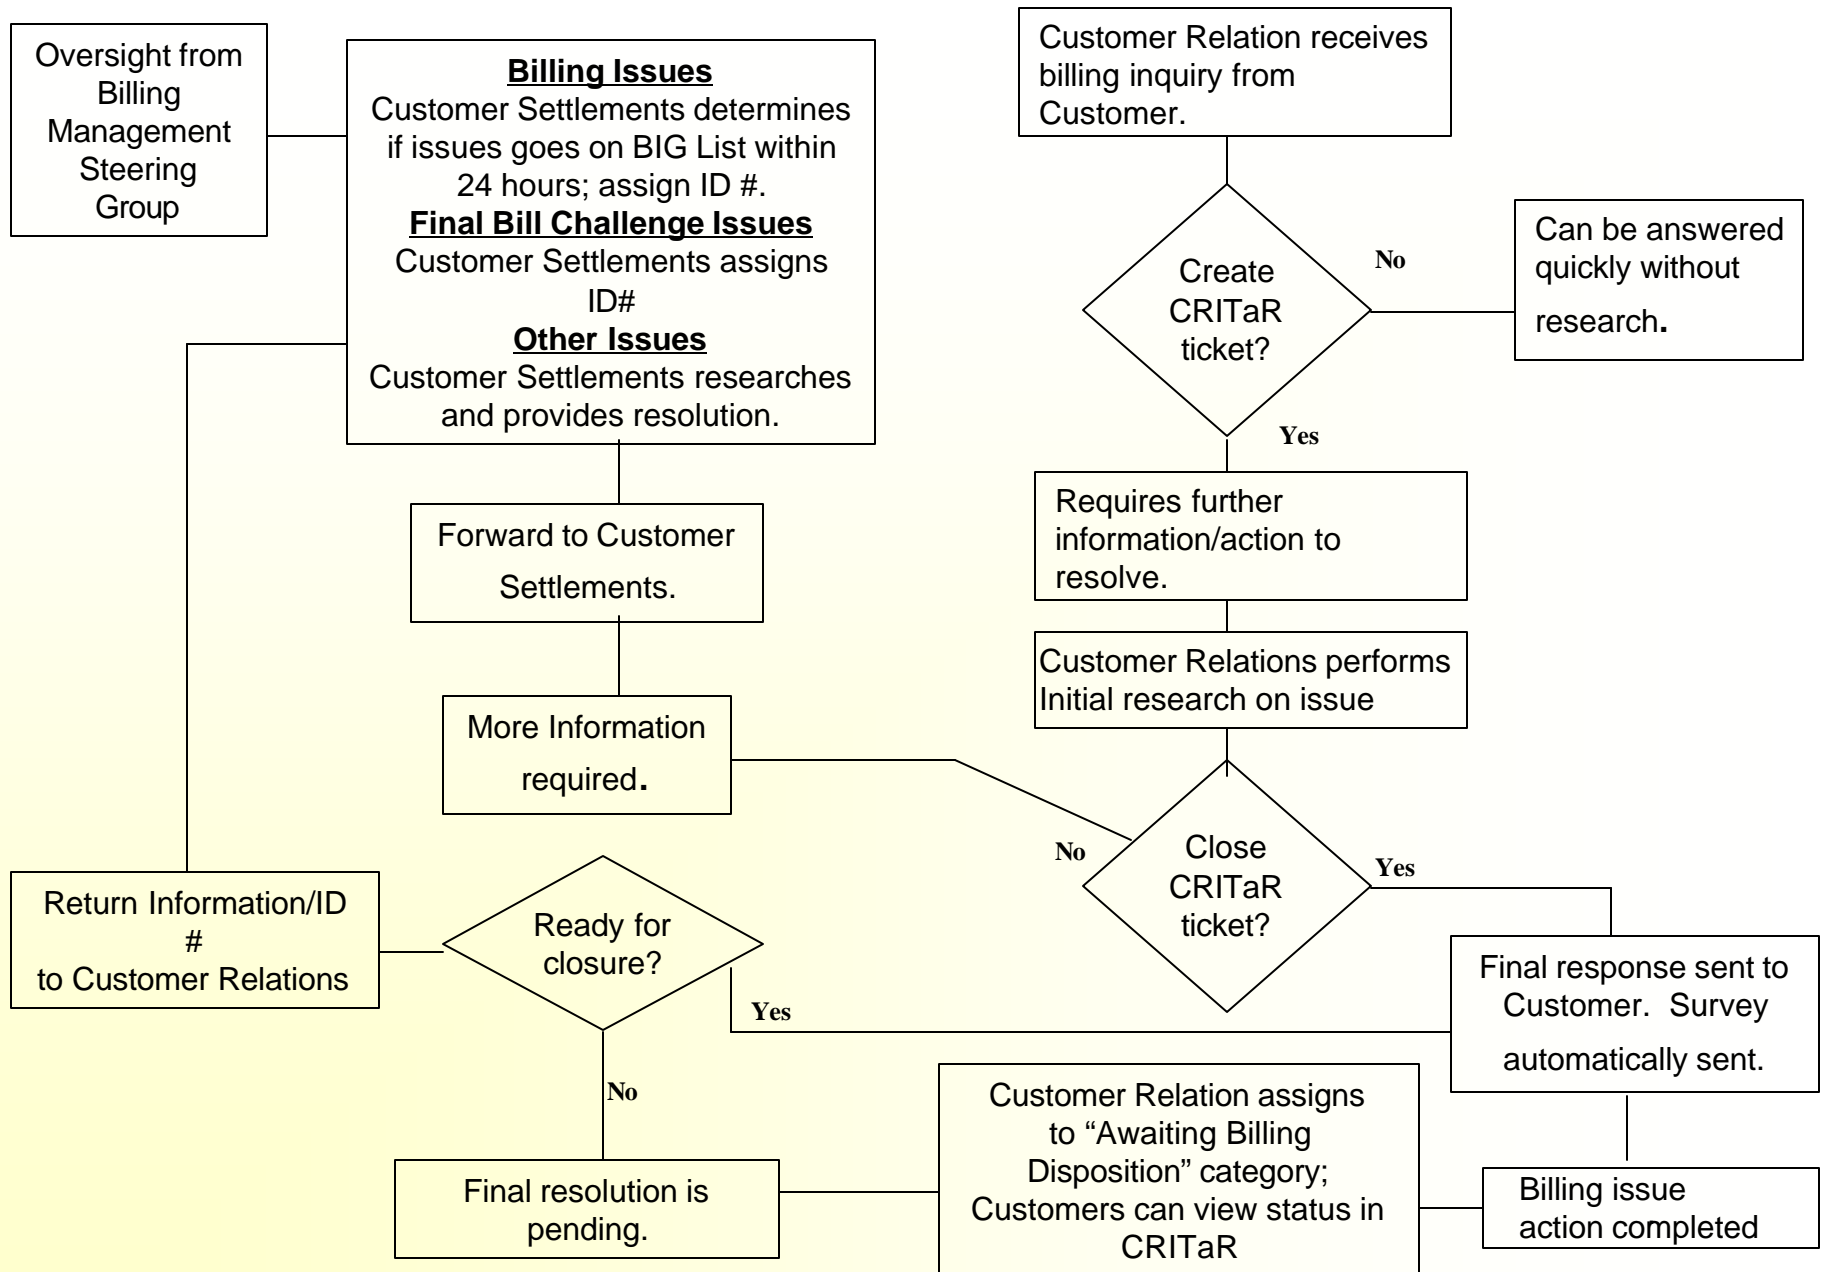 Oversight from
Billing
Management
Steering
Group
Billing Issues
Customer Settlements determines
if issues goes on BIG List within
24 hours; assign ID #.
Final Bill Challenge Issues
Customer Settlements assigns
ID#
Other Issues
Customer Settlements researches
and provides resolution.
Customer Relation receives
billing inquiry from
Customer.
Create
CRITaR
ticket?
No
Can be answered
quickly without
research.
Yes
Requires further
information/action to
resolve.
Customer Relations performs
Initial research on issue
Forward to Customer
Settlements.
More Information
required.
No
Close
CRITaR
ticket?
Yes
Return Information/ID
#
to Customer Relations
Ready for
closure?
Yes
Final response sent to
Customer. Survey
automatically sent.
No
Final resolution is
pending.
Customer Relation assigns
to “Awaiting Billing
Disposition” category;
Customers can view status in
CRITaR
Billing issue
action completed